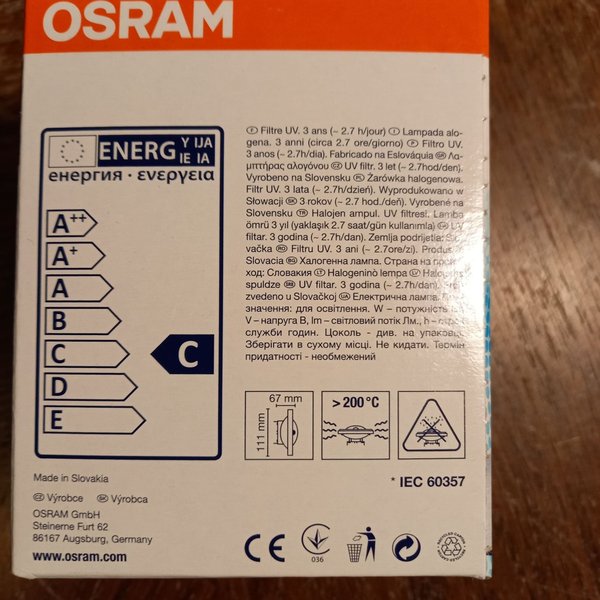 OSRAM
ENERG Y IJA
IE IA
енергия · ενεργεια
A++
A+
A
B
C
D
E
C
Ⓕ Filtre UV. 3 ans (~ 2.7 h/jour) Ⓘ Lampada alo-
gena. 3 anni (circa 2.7 ore/giorno) Ⓟ Filtro UV.
3 anos (~ 2.7h/dia). Fabricado na Eslováquia GR Λα-
μπτήρας αλογόνου CZ UV filtr. 3 let (~ 2.7hod/den).
Vyrobeno na Slovensku PL Żarówka halogenowa.
Filtr UV. 3 lata (~ 2.7h/dzień). Wyprodukowano w
Słowacji SK 3 rokov (~ 2.7 hod./deň). Vyrobené na
Slovensku TR Halojen ampul. UV filtresi. Lamba
ömrü 3 yıl (yaklaşık 2.7 saat/gün kullanımla) UV
filtar. 3 godina (~ 2.7h/dan). Zemlja podrijetla:
vačka RO Filtru UV. 3 ani (~ 2.7ore/zi). Produs
Slovacia BG Халогенна лампа. Страна на
ход: Словакия LT Halogeninė lempa
spuldze UV filtar. 3 godina (~ 2.7h/dan).
zvedeno u Slovačkoj UA Електрична лампа.
значення: для освітлення. W – потужність
V – напруга В, lm – світловий потік Лм., h –
служби годин. Цоколь - див. на упаковці.
Зберігати в сухому місці. Не кидати. Термін
придатності - необмежений
67 mm
111 mm
>200°C
* IEC 60357
Made in Slovakia
CZ Výrobce SK Výrobca
OSRAM GmbH
Steinerne Furt 62
86167 Augsburg, Germany
www.osram.com
CE
036